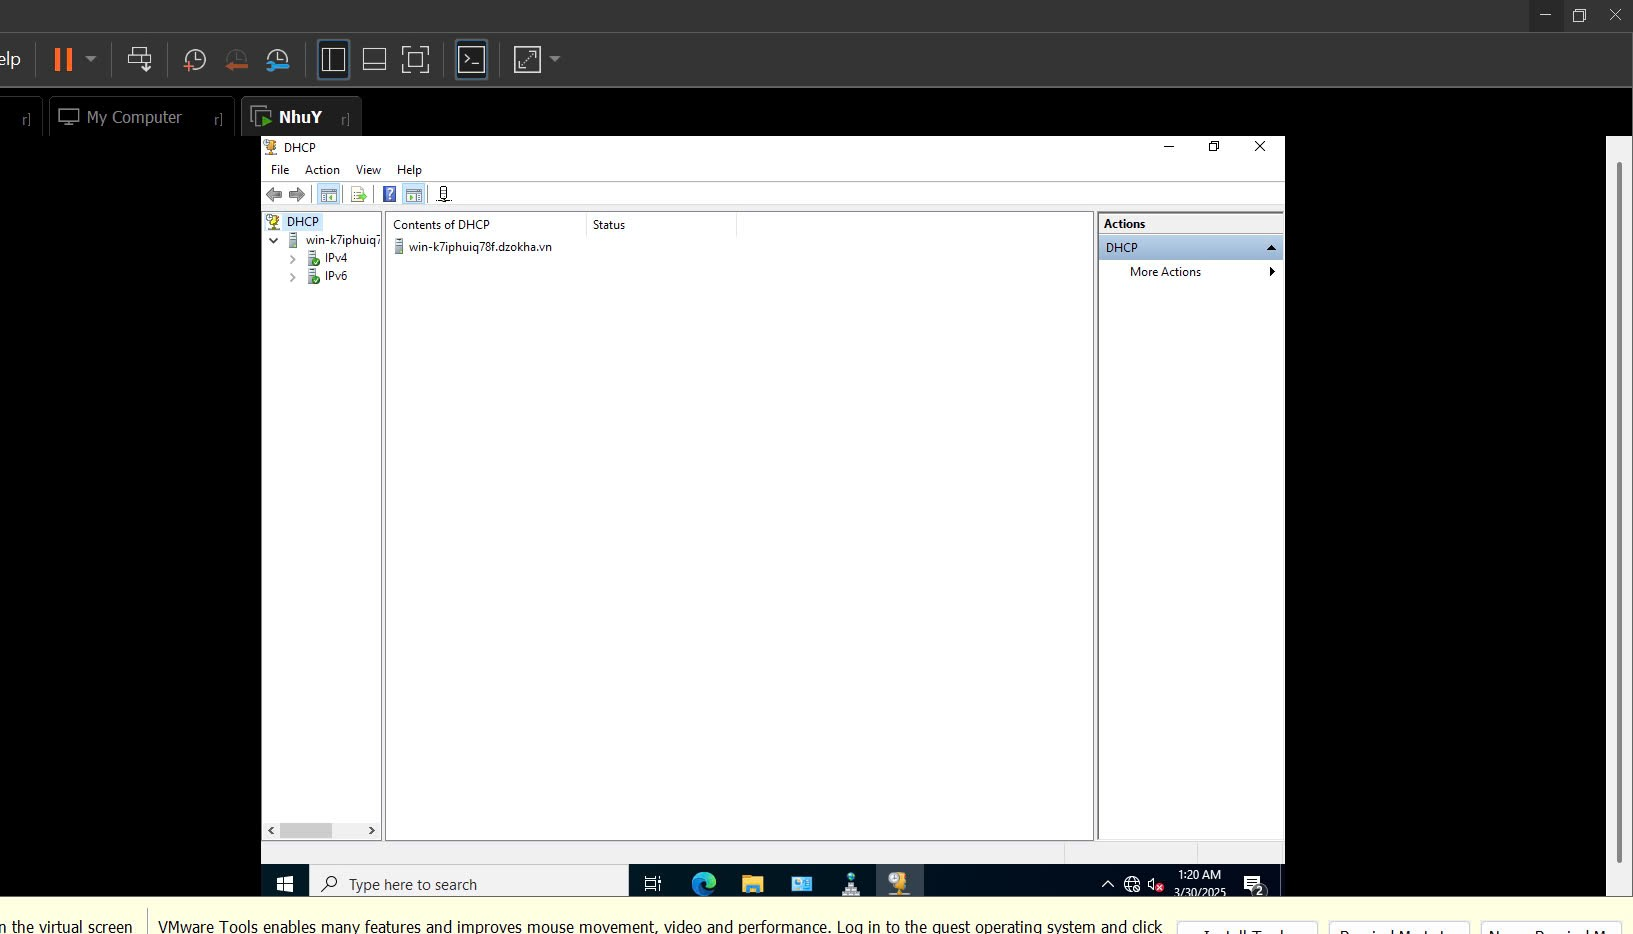 elp
My Computer
NhuY
DHCP
File Action View Help
DHCP
win-k7iphuiq7
IPv4
IPv6
Contents of DHCP Status
win-k7iphuiq78f.dzokha.vn
Actions
DHCP
More Actions
Type here to search
1:20 AM
3/30/2025
2
n the virtual screen
VMware Tools enables many features and improves mouse movement, video and performance. Log in to the guest operating system and click